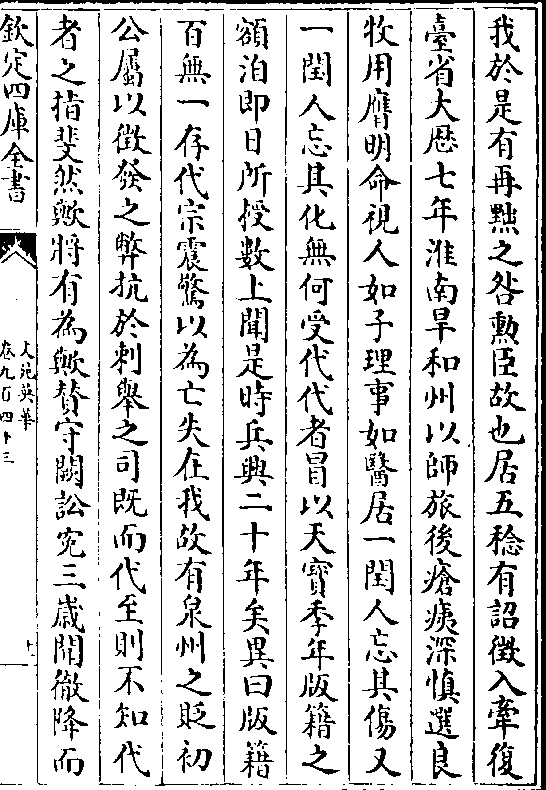 我於是有再黜之咎勳臣故也居五稔有詔徵入牽復
臺省大厯七年淮南旱和州以師旅後瘡痍深慎選良
牧用膺明命視人如子理事如醫居一閏人忘其傷又
一閏人忘其化無何受代代者冒以天寳季年版籍之
額洎即日所授數上聞是時兵興二十年矣異曰版籍
百無一存代宗震驚以為亡失在我故有泉州之貶初
公屬以徵發之弊抗於刺舉之司既而代至則不知代
者之指斐然歟將有為歟賛守闕訟寃三歳開徹降而
欽定四庫全書
文苑英華
卷九百四十三